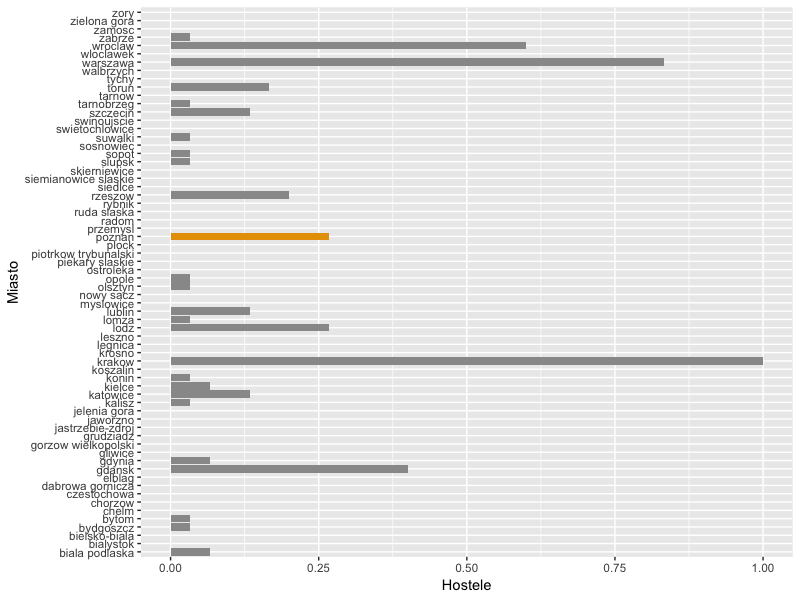 zory
zielona gora
zamosc
zabrze
wroclaw
wloclawek
warszawa
walbrzych
tychy
torun
tarnow
tarnobrzeg
szczecin
swinoujscie
swietochlowice
suwalki
sosnowiec
sopot
slupsk
skierniewice
siemianowice slaskie
siedlce
rzeszow
rybnik
ruda slaska
radom
przemysl
poznan
plock
piotrkow trybunalski
piekary slaskie
ostroleka
opole
olsztyn
nowy sacz
myslowice
lublin
lomza
lodz
leszno
legnica
krosno
krakow
koszalin
konin
kielce
katowice
kalisz
jelenia gora
jaworzno
jastrzebie-zdroj
grudziadz
gorzow wielkopolski
gliwice
gdynia
gdansk
elblag
dabrowa gornicza
czestochowa
chorzow
chelm
bytom
bydgoszcz
bielsko-biala
bialystok
biala podlaska
Miasto
0.00
0.25
0.50
0.75
1.00
Hostele